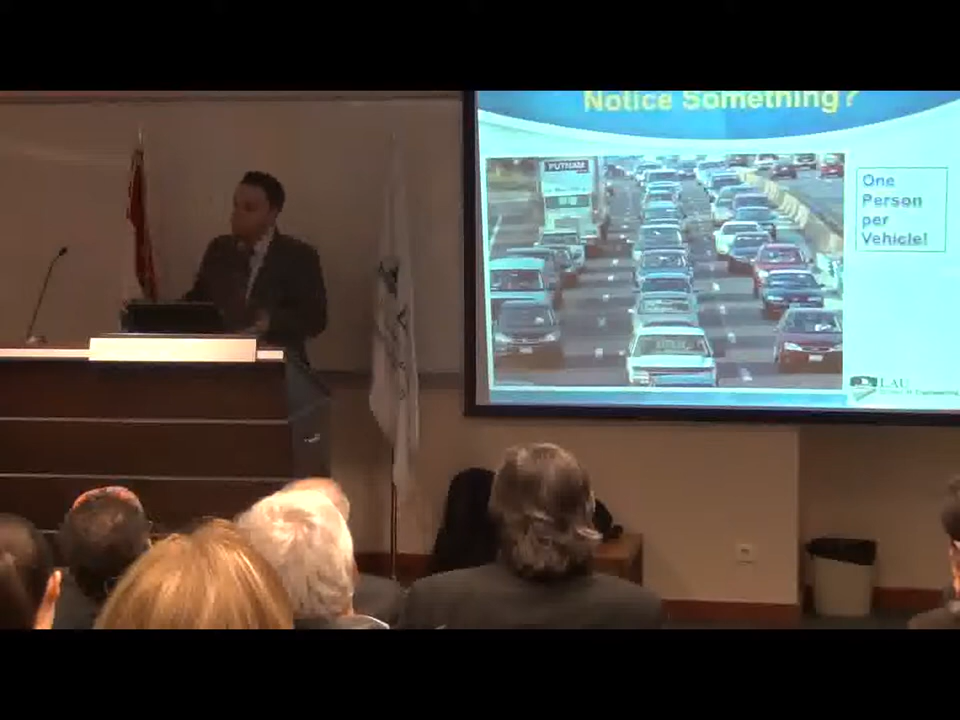 Notice Something?
PUTNAM
One
Person
per
Vehicle!
LAU